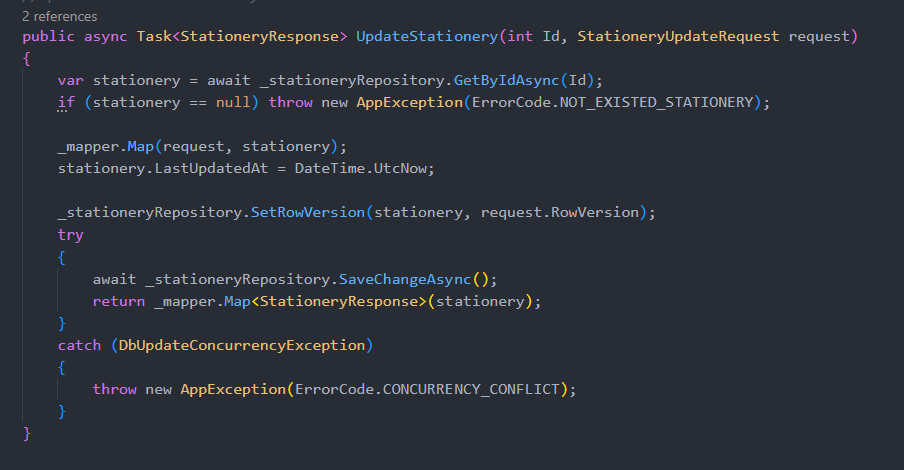 2 references
public async Task<StationeryResponse> UpdateStationery(int Id, StationeryUpdateRequest request)
{
var stationery = await _stationeryRepository.GetByIdAsync(Id);
if (stationery == null) throw new AppException(ErrorCode.NOT_EXISTED_STATIONERY);
_mapper.Map(request, stationery);
stationery.LastUpdatedAt = DateTime.UtcNow;
_stationeryRepository.SetRowVersion(stationery, request.RowVersion);
try
{
await _stationeryRepository.SaveChangeAsync();
return _mapper.Map<StationeryResponse>(stationery);
}
catch (DbUpdateConcurrencyException)
{
throw new AppException(ErrorCode.CONCURRENCY_CONFLICT);
}
}